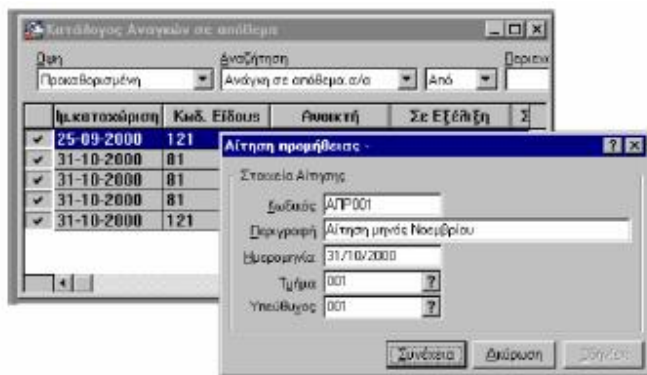 Κατάλογος Αναγκών σε απόθεμα
Όψη Αναζήτηση
Προκαθορισμένη Ανάγκη σε απόθεμα.α/α Από
Ημ.καταχώριση Κωδ. Είδους Ανοικτή Σε Εξέλιξη Σ
25-09-2000 121
31-10-2000 81
31-10-2000 81
31-10-2000 81
31-10-2000 121
Αίτηση προμήθειας -
Στοιχεία Αίτησης
Κωδικός ΑΠΡ001
Περιγραφή Αίτηση μηνός Νοεμβρίου
Ημερομηνία 31/10/2000
Τμήμα 001 ?
Υπεύθυνος 001 ?
Συνέχεια Ακύρωση